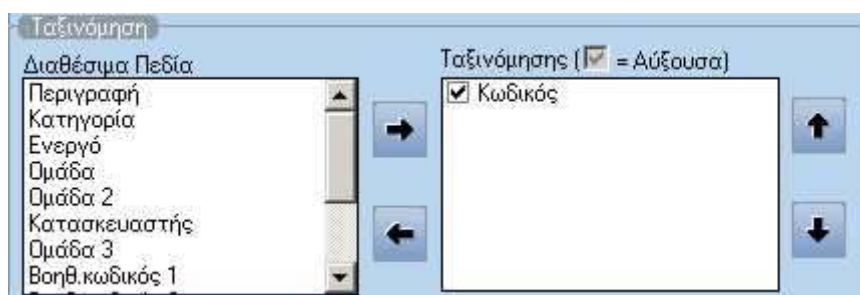 Ταξινόμηση
Διαθέσιμα Πεδία
Περιγραφή
Κατηγορία
Ενεργό
Ομάδα
Ομάδα 2
Κατασκευαστής
Ομάδα 3
Βοηθ.κωδικός 1
Ταξινόμησης ( = Αύξουσα)
Κωδικός